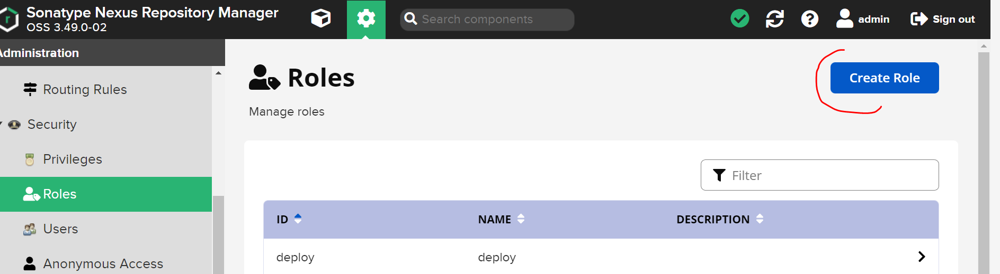 Sonatype Nexus Repository Manager
OSS 3.49.0-02
Search components
admin
Sign out
Administration
Routing Rules
Security
Privileges
Roles
Users
Anonymous Access
Roles
Create Role
Manage roles
Filter
ID NAME DESCRIPTION
deploy deploy